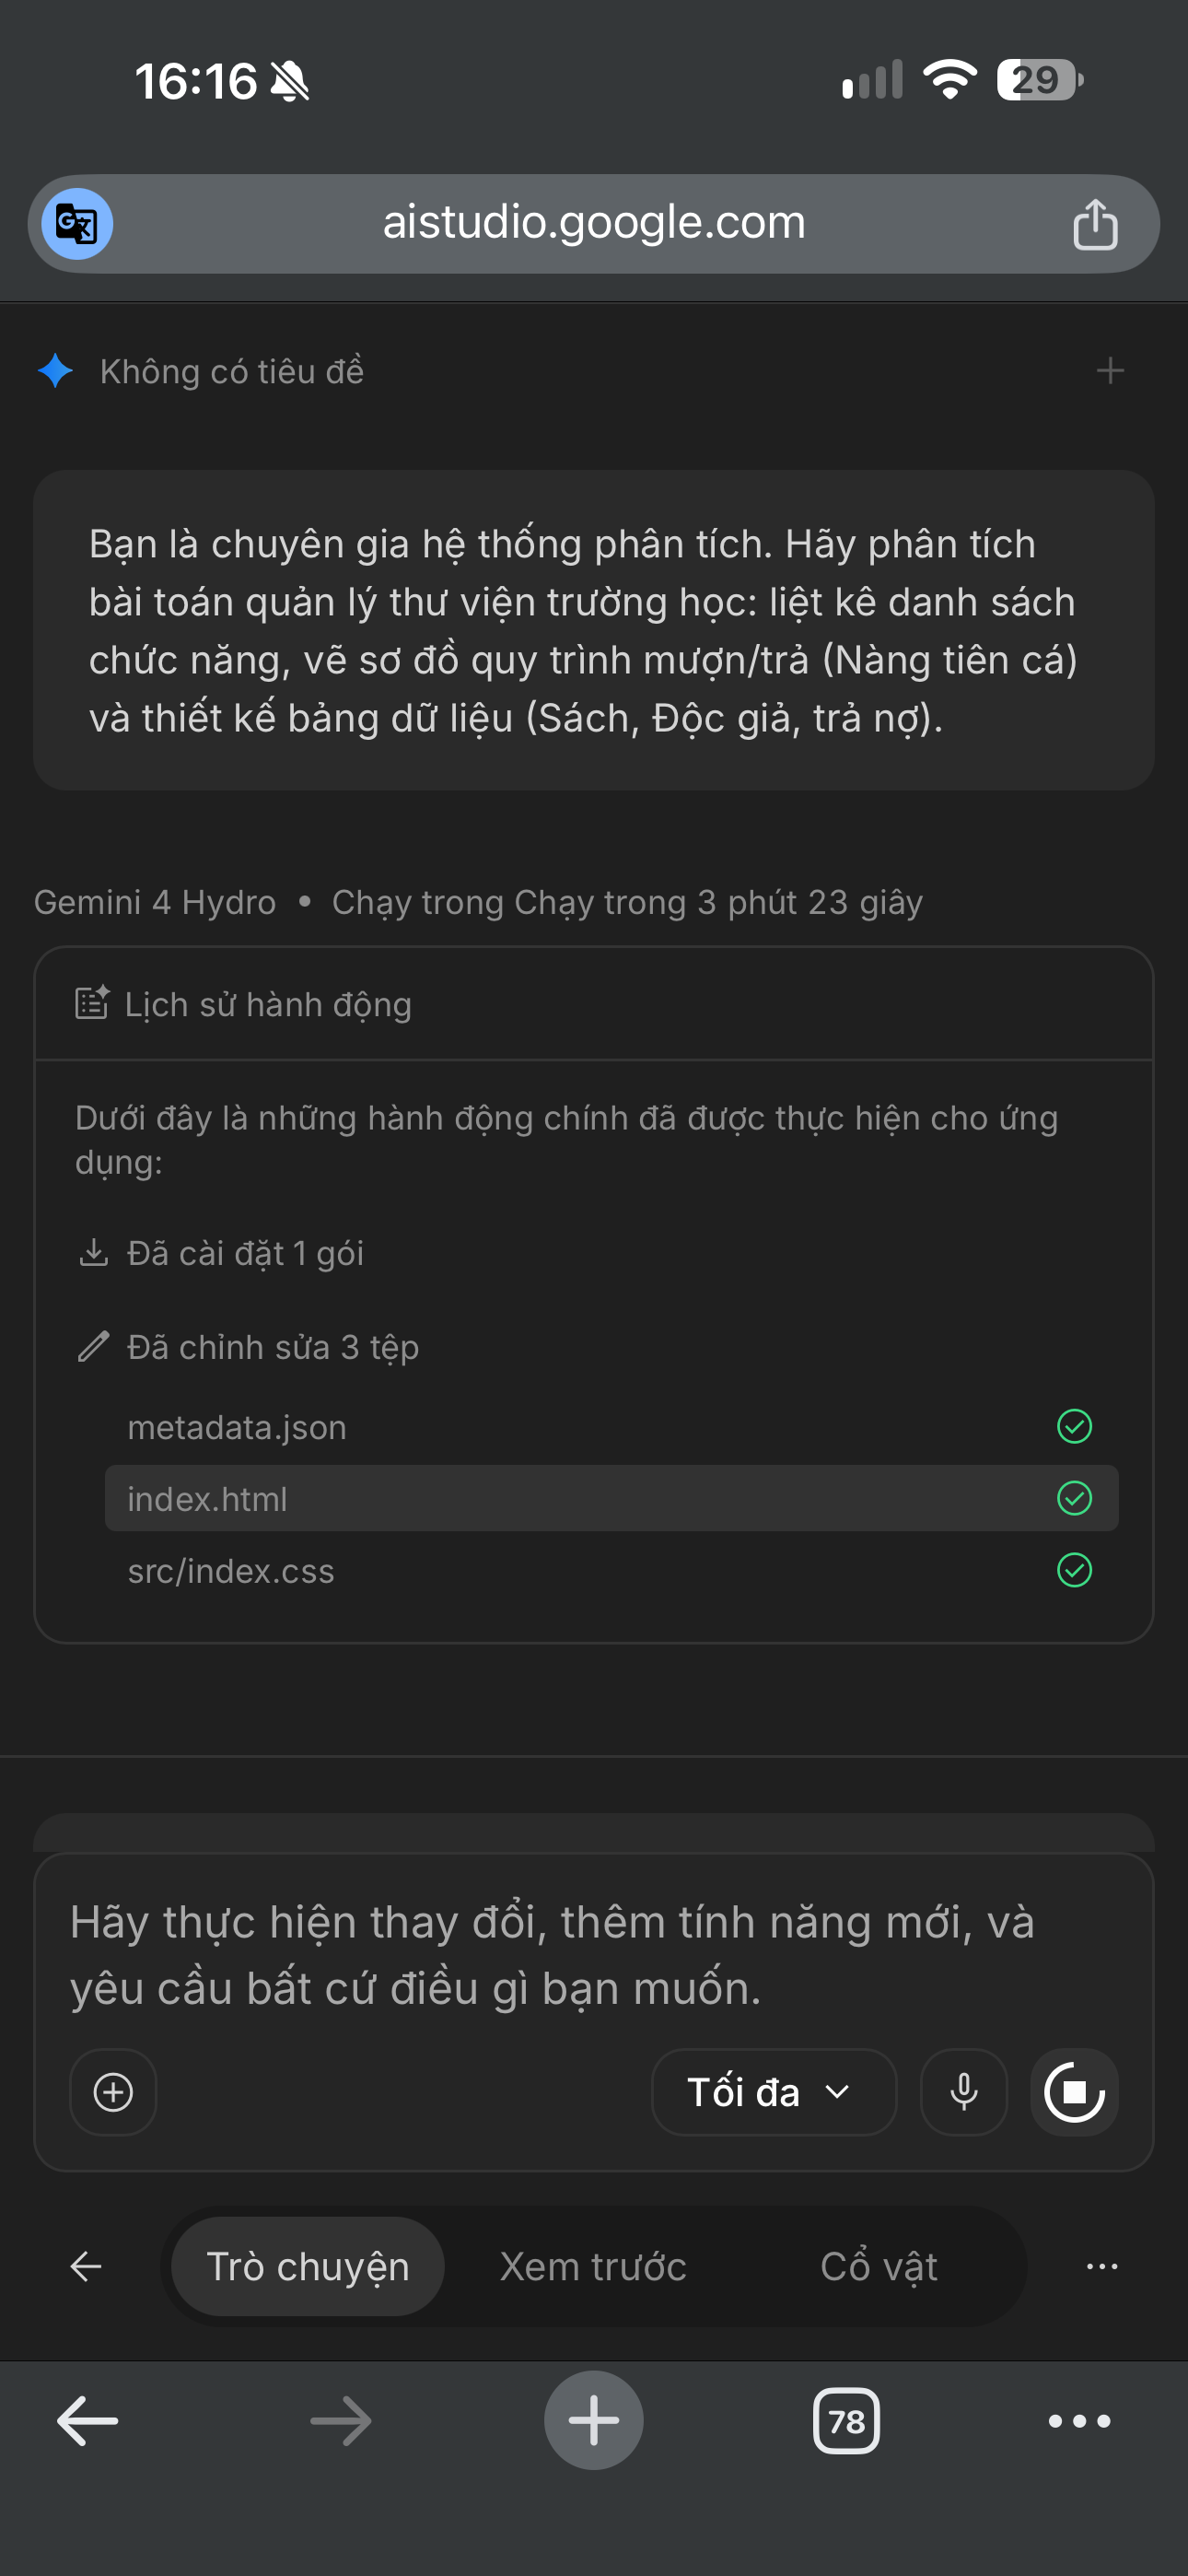 16:16
29
aistudio.google.com
Không có tiêu đề
Bạn là chuyên gia hệ thống phân tích. Hãy phân tích
bài toán quản lý thư viện trường học: liệt kê danh sách
chức năng, vẽ sơ đồ quy trình mượn/trả (Nàng tiên cá)
và thiết kế bảng dữ liệu (Sách, Độc giả, trả nợ).
Gemini 4 Hydro • Chạy trong Chạy trong 3 phút 23 giây
Lịch sử hành động
Dưới đây là những hành động chính đã được thực hiện cho ứng
dụng:
Đã cài đặt 1 gói
Đã chỉnh sửa 3 tệp
metadata.json
index.html
src/index.css
Hãy thực hiện thay đổi, thêm tính năng mới, và
yêu cầu bất cứ điều gì bạn muốn.
Tối đa
Trò chuyện
Xem trước
Cổ vật
78